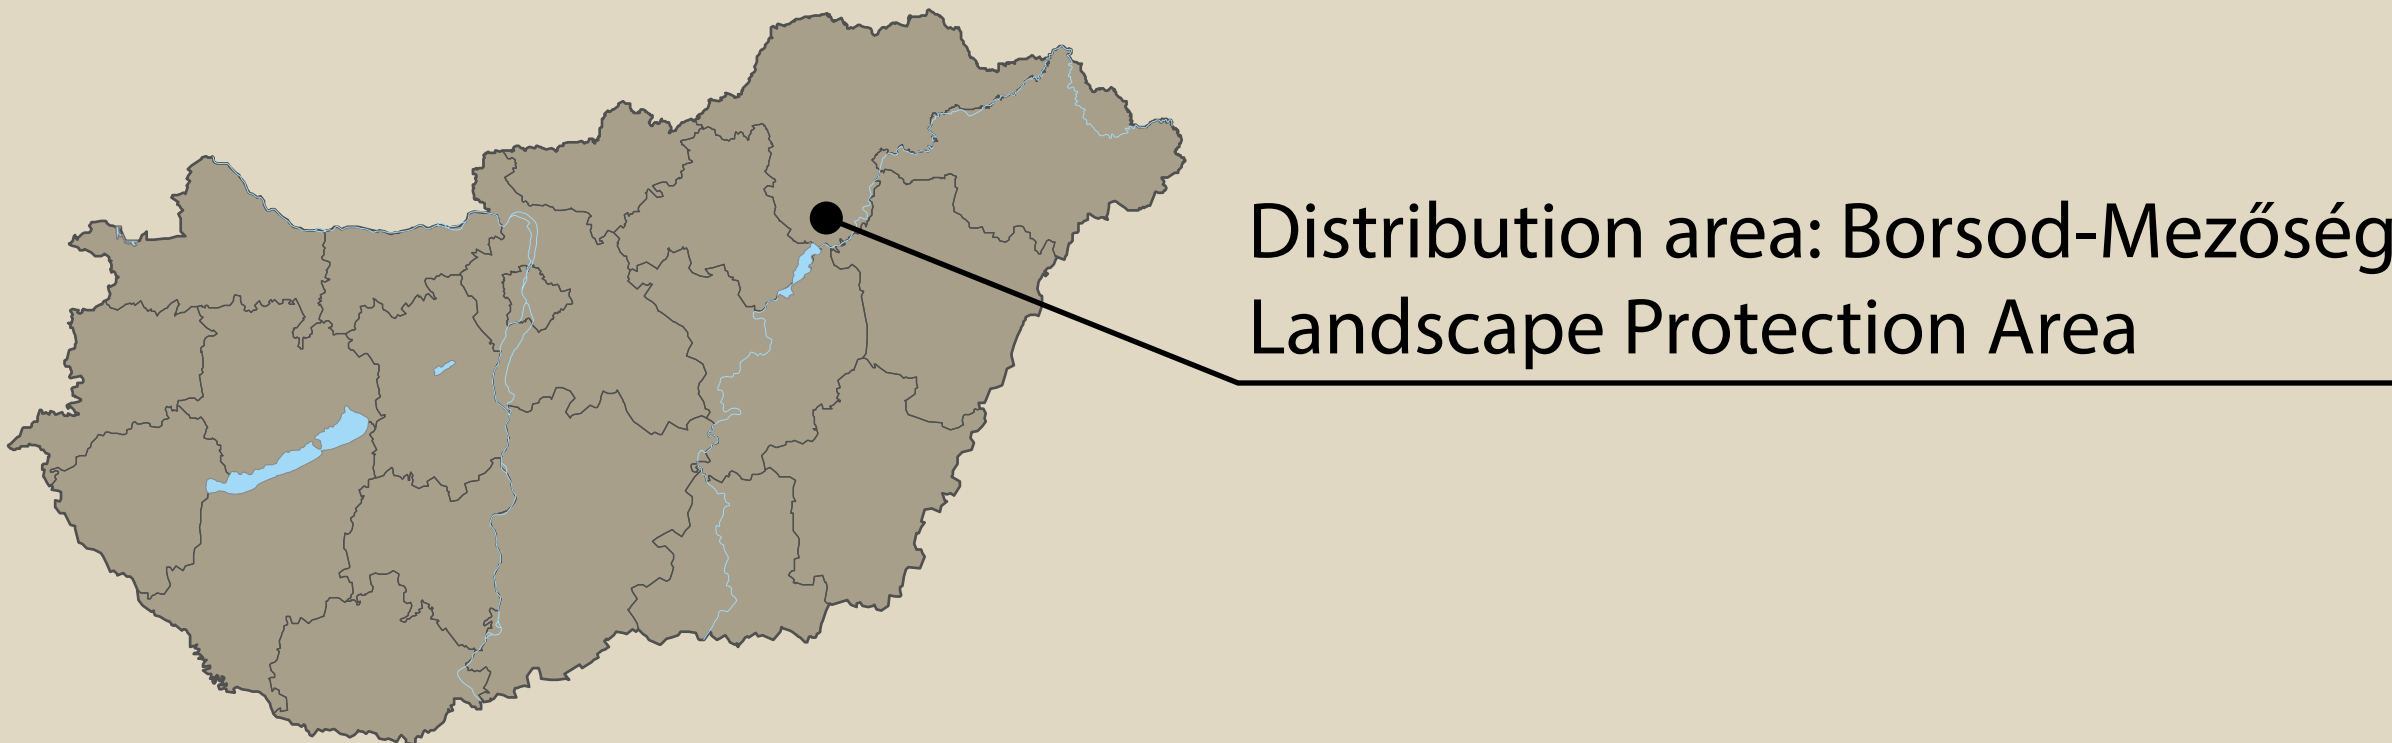 Distribution area: Borsod-Mezőség
Landscape Protection Area